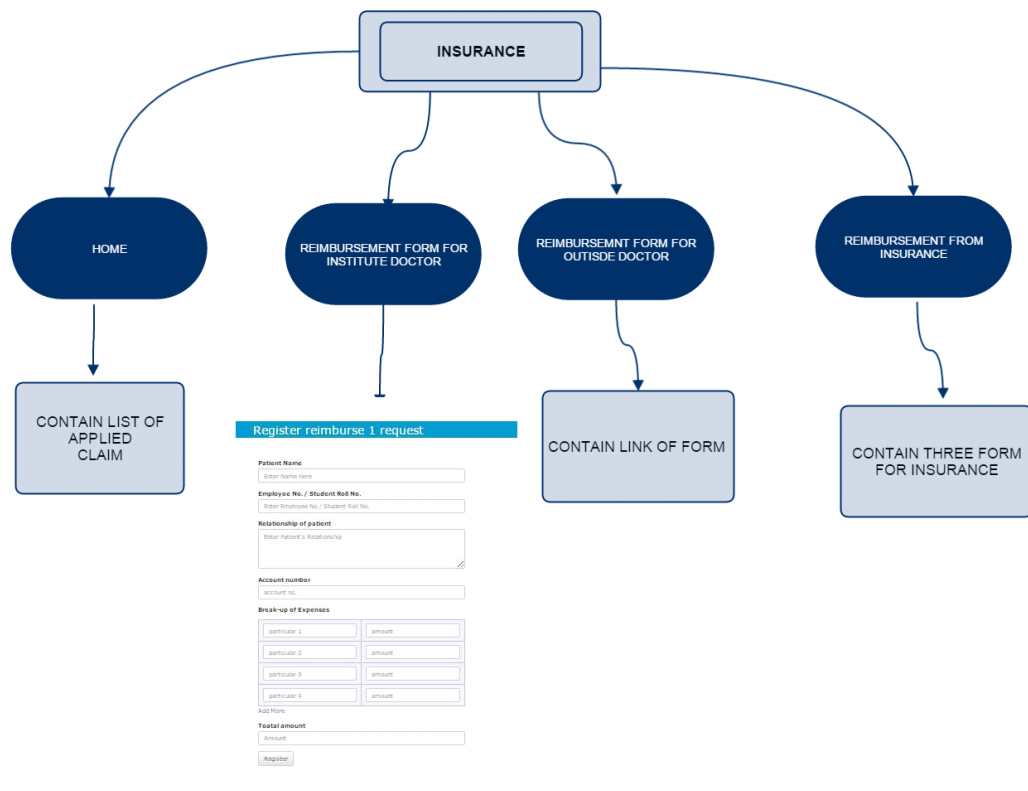 INSURANCE
HOME
REIMBURSEMENT FORM FOR
INSTITUTE DOCTOR
REIMBURSEMNT FORM FOR
OUTISDE DOCTOR
REIMBURSEMENT FROM
INSURANCE
CONTAIN LIST OF
APPLIED
CLAIM
CONTAIN LINK OF FORM
CONTAIN THREE FORM
FOR INSURANCE
Register reimburse 1 request
Patient Name
Enter Name Here
Employee No./ Student Roll No.
Enter Employee No./ Student Roll No.
Relationship of patient
Enter Patient's Relationship
Account number
account no.
Break-up of Expenses
particular 1 amount
particular 2 amount
particular 3 amount
particular 4 amount
Add More
Toatal amount
Amount
Register